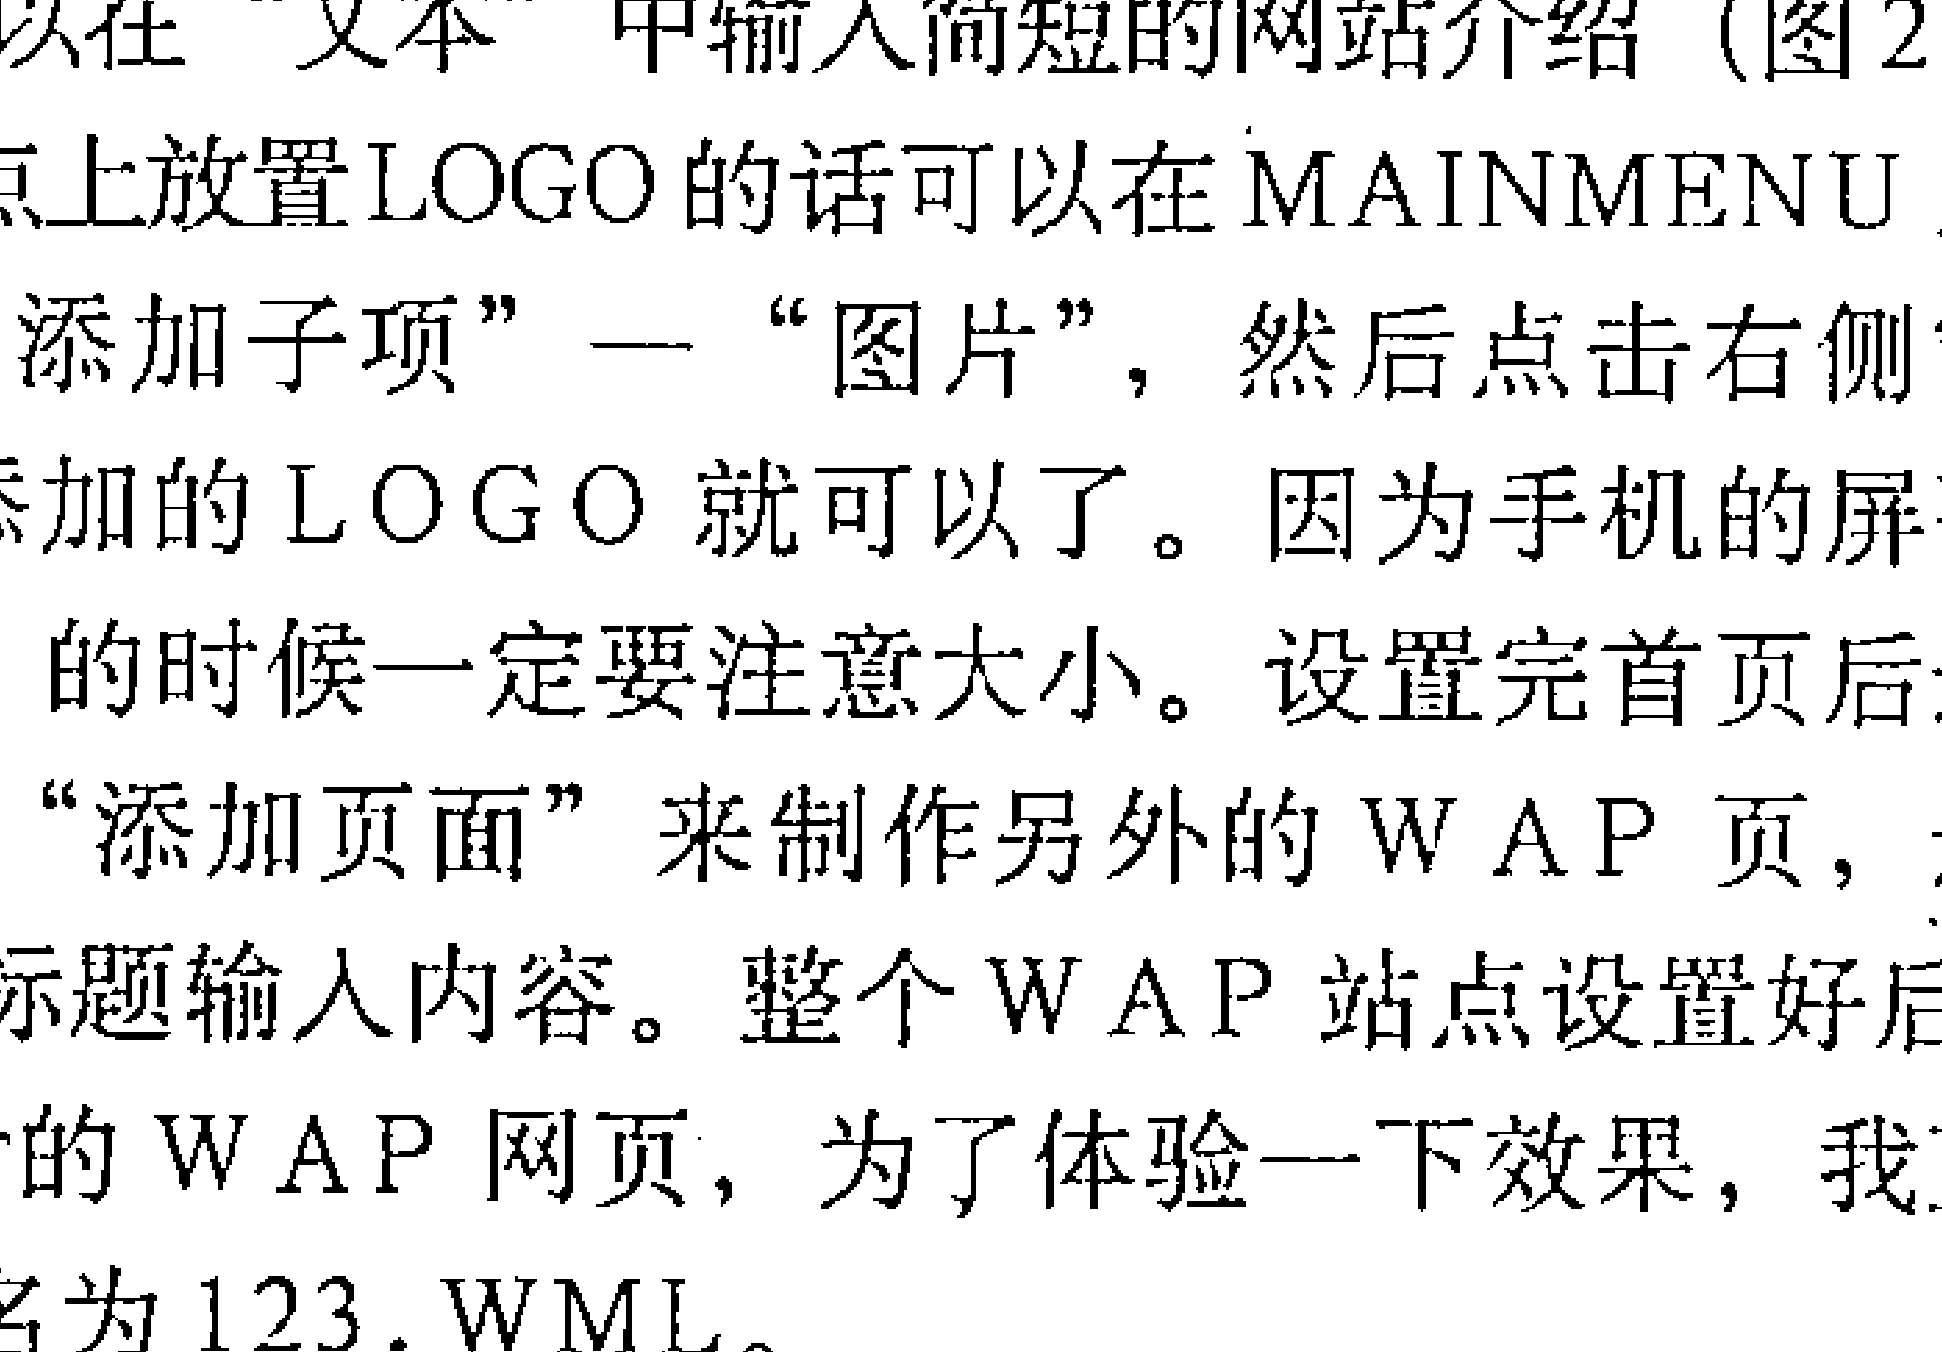 以在“文本”中输入简短的网站介绍（图2
点上放置LOGO的话可以在MAINMENU
添加子项”—“图片”，然后点击右侧“
添加的LOGO就可以了。因为手机的屏
的时候一定要注意大小。设置完首页后
“添加页面”来制作另外的WAP页，
标题输入内容。整个WAP站点设置好后
的WAP网页，为了体验一下效果，我
名为123.WML。